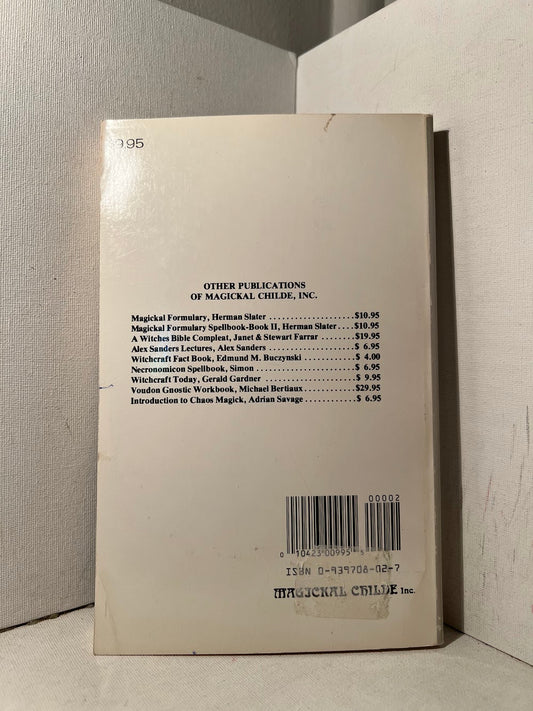 9.95
OTHER PUBLICATIONS
OF MAGICKAL CHILDE, INC.
Magickal Formulary, Herman Slater ....................$10.95
Magickal Formulary Spellbook-Book II, Herman Slater ....$10.95
A Witches Bible Compleat, Janet & Stewart Farrar ........$19.95
Alex Sanders Lectures, Alex Sanders ....................$ 6.95
Witchcraft Fact Book, Edmund M. Buczynski ............$ 4.00
Necronomicon Spellbook, Simon .......................$ 6.95
Witchcraft Today, Gerald Gardner ......................$ 9.95
Voudon Gnostic Workbook, Michael Bertiaux ............$29.95
Introduction to Chaos Magick, Adrian Savage ............$ 6.95
00002
0 10423 00995 5
ISBN 0-939708-02-7
MAGICKAL CHILDE Inc.